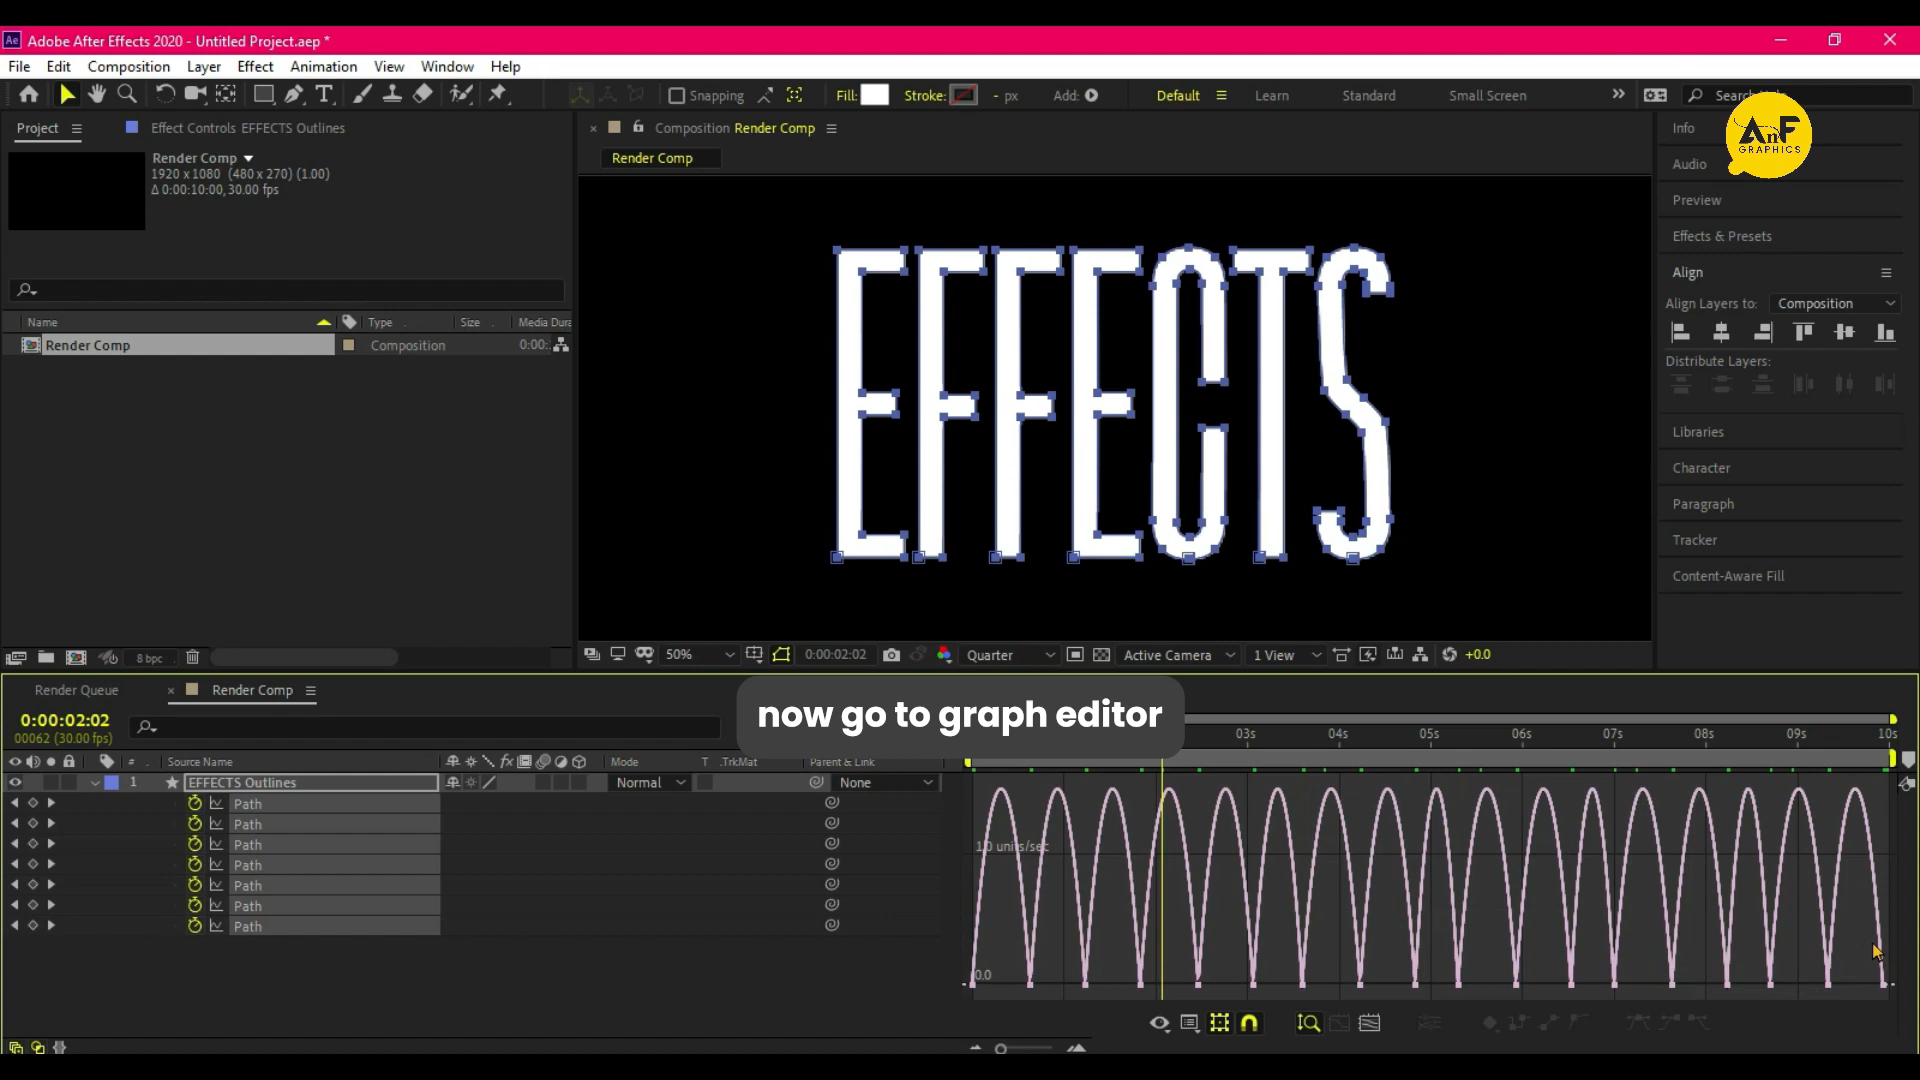 Ae Adobe After Effects 2020 - Untitled Project.aep *
File Edit Composition Layer Effect Animation View Window Help
Snapping Fill: Stroke: - px Add: Default Learn Standard Small Screen
AnF
GRAPHICS
Project Effect Controls EFFECTS Outlines
Render Comp
1920 x 1080 (480 x 270) (1.00)
Δ 0:00:10:00, 30.00 fps
Name Type Size Media Dura
Render Comp Composition 0:00:
8 bpc
Composition Render Comp
Render Comp
EFFECTS
50% 0:00:02:02 Quarter Active Camera 1 View +0.0
Info
Audio
Preview
Effects & Presets
Align
Align Layers to: Composition
Distribute Layers:
Libraries
Character
Paragraph
Tracker
Content-Aware Fill
Render Queue Render Comp
0:00:02:02
00062 (30.00 fps)
now go to graph editor
03s 04s 05s 06s 07s 08s 09s 10s
# Source Name Mode T .TrkMat Parent & Link
1 EFFECTS Outlines Normal None
Path
Path
Path
Path
Path
Path
Path
1.0 units/sec
0.0